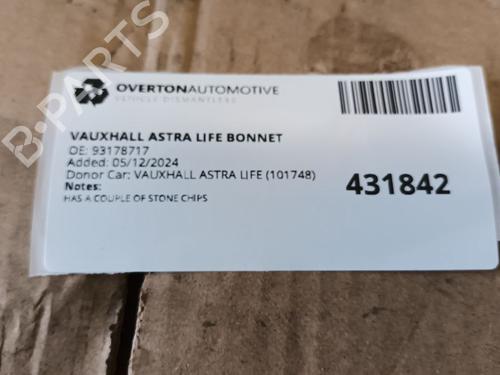 OVERTONAUTOMOTIVE
VEHICLE DISMANTLERS
VAUXHALL ASTRA LIFE BONNET
OE: 93178717
Added: 05/12/2024
Donor Car: VAUXHALL ASTRA LIFE (101748)
Notes:
HAS A COUPLE OF STONE CHIPS
431842
B-PARTS